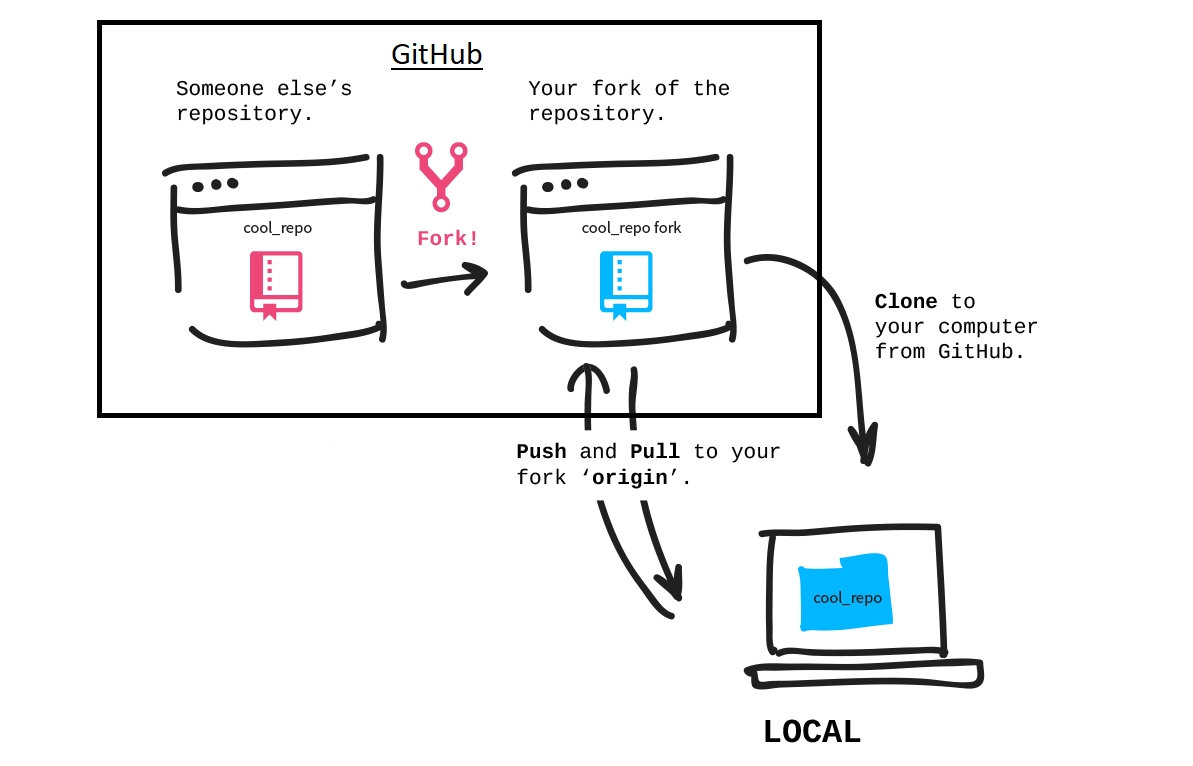 GitHub
Someone else’s
repository.
Your fork of the
repository.
Fork!
cool_repo
cool_repo fork
Clone to
your computer
from GitHub.
Push and Pull to your
fork ‘origin’.
cool_repo
LOCAL